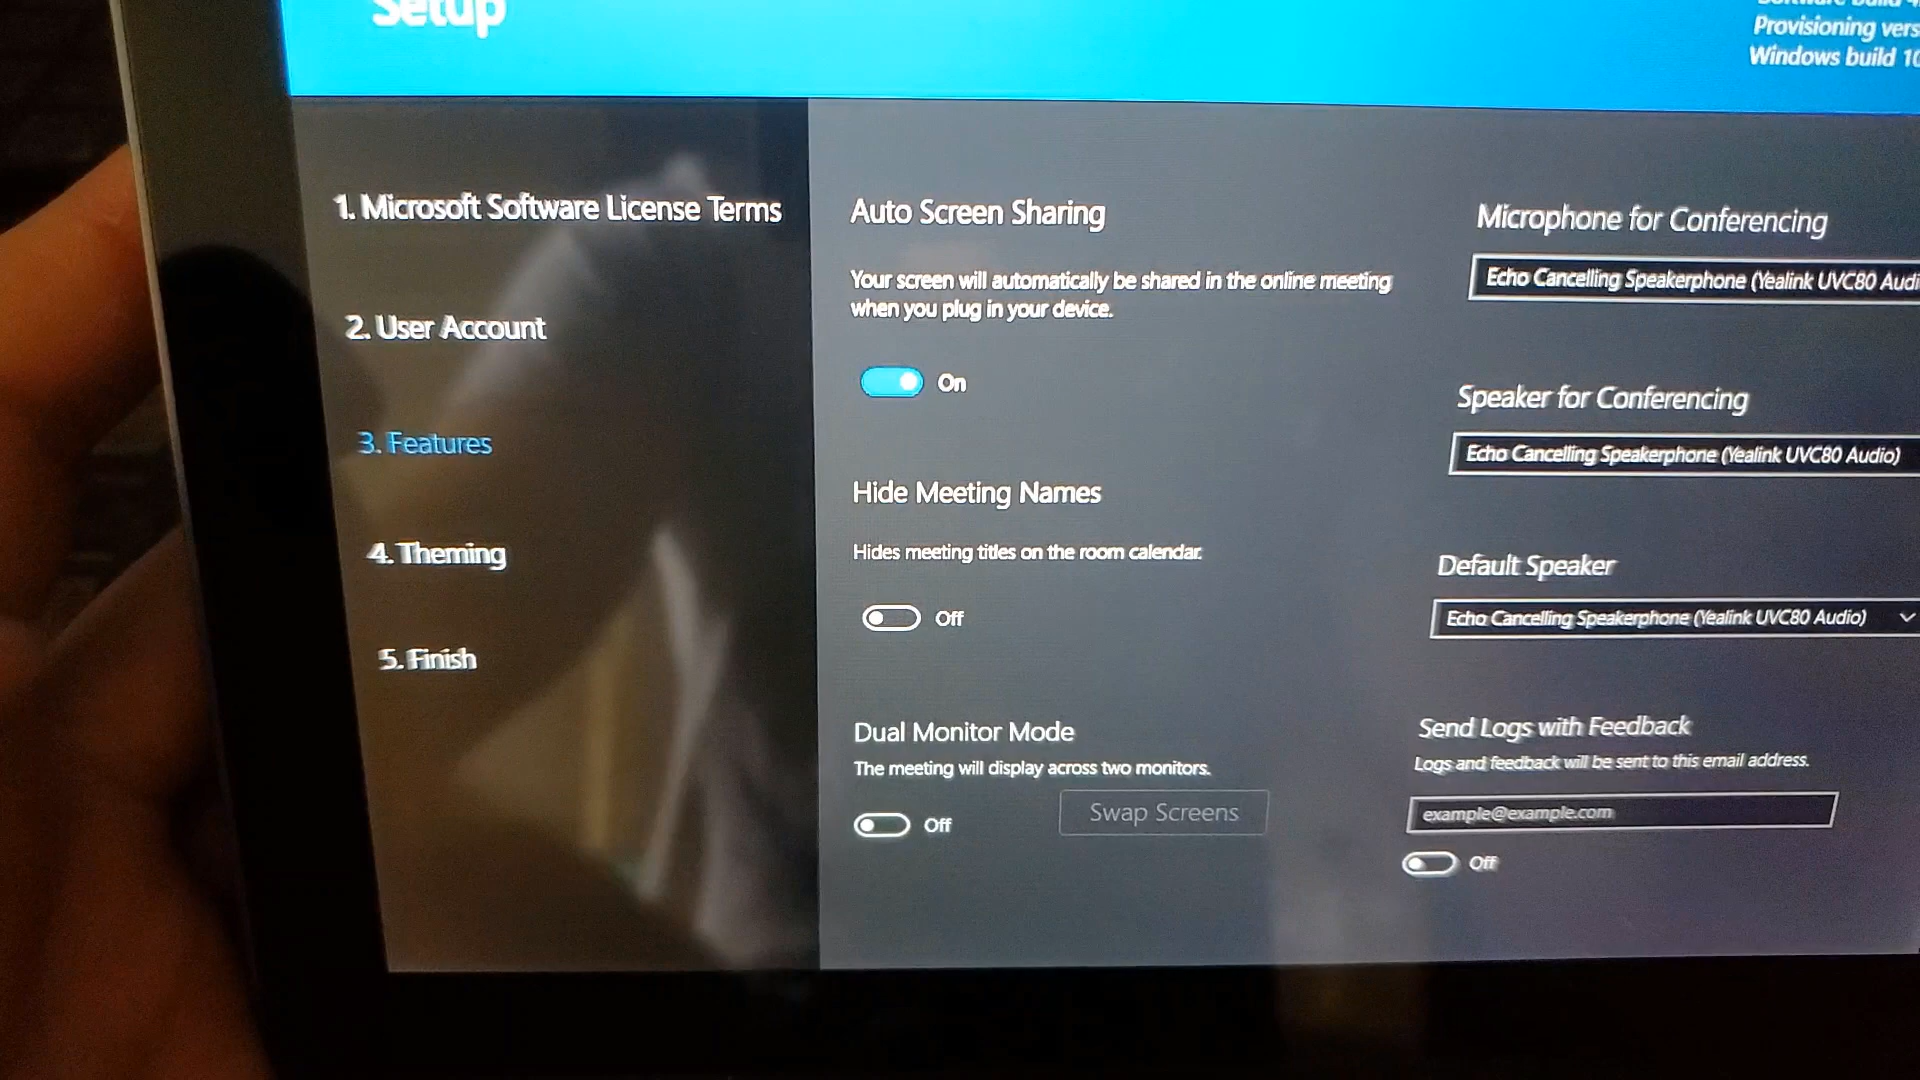 Setup
Provisioning
Windows build
1. Microsoft Software License Terms
2. User Account
3. Features
4. Theming
5. Finish
Auto Screen Sharing
Your screen will automatically be shared in the online meeting
when you plug in your device.
On
Hide Meeting Names
Hides meeting titles on the room calendar.
Off
Dual Monitor Mode
The meeting will display across two monitors.
Off
Swap Screens
Microphone for Conferencing
Echo Cancelling Speakerphone (Yealink UVC80
Speaker for Conferencing
Echo Cancelling Speakerphone (Yealink UVC80 Audio)
Default Speaker
Echo Cancelling Speakerphone (Yealink UVC80 Audio)
Send Logs with Feedback
Logs and feedback will be sent to this email address.
example@example.com
Off